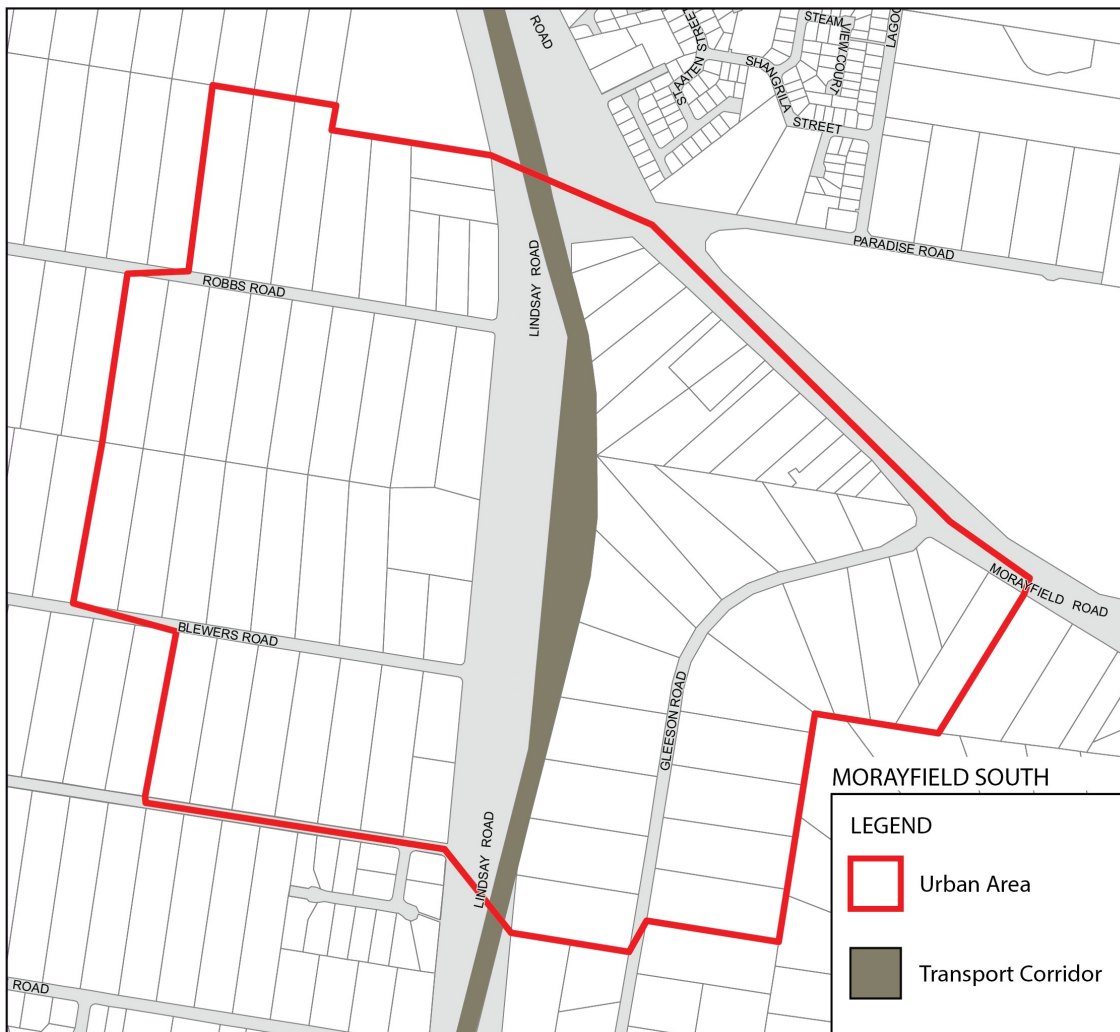 ROAD
STAATEN STREET
STEAM
VIEW COURT
LAGOO
SHANGRILA
STREET
PARADISE ROAD
ROBBS ROAD
LINDSAY ROAD
MORAYFIELD ROAD
BLEWERS ROAD
GLEESON ROAD
LINDSAY ROAD
ROAD
MORAYFIELD SOUTH
LEGEND
Urban Area
Transport Corridor